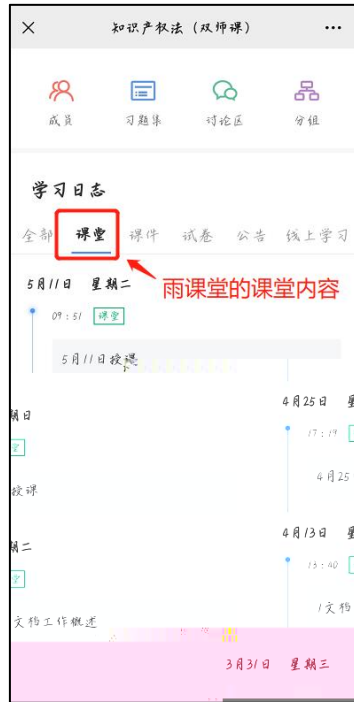 知识产权法（双师课）
成员 习题集 讨论区 分组
学习日志
全部 课堂 课件 试卷 公告 线上学习
5月11日 星期二
雨课堂的课堂内容
09:51 课堂
5月11日授课
4月25日
期日
17:19
4月25
授课
4月13日
期二
13:40
文档工作概述
3月31日 星期三